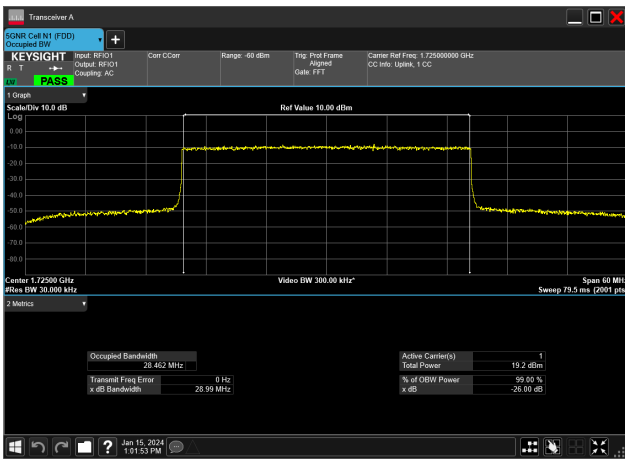 Transceiver A
5GNR Cell N1 (FDD)
Occupied BW
KEYSIGHT
R T
LXI
PASS
Input: RFIO1
Output: RFIO1
Coupling: AC
Corr CCorr
Range: -60 dBm
Trig: Prot Frame
Aligned
Gate: FFT
Carrier Ref Freq: 1.725000000 GHz
CC Info: Uplink, 1 CC
1 Graph
Scale/Div 10.0 dB
Ref Value 10.00 dBm
Log
0.00
-10.0
-20.0
-30.0
-40.0
-50.0
-60.0
-70.0
-80.0
Center 1.72500 GHz
Video BW 300.00 kHz*
Span 60 MHz
#Res BW 30.000 kHz
Sweep 79.5 ms (2001 pts
2 Metrics
Occupied Bandwidth
28.462 MHz
Transmit Freq Error 0 Hz
x dB Bandwidth 28.99 MHz
Active Carrier(s) 1
Total Power 19.2 dBm
% of OBW Power 99.00 %
x dB -26.00 dB
?
Jan 15, 2024
1:01:53 PM